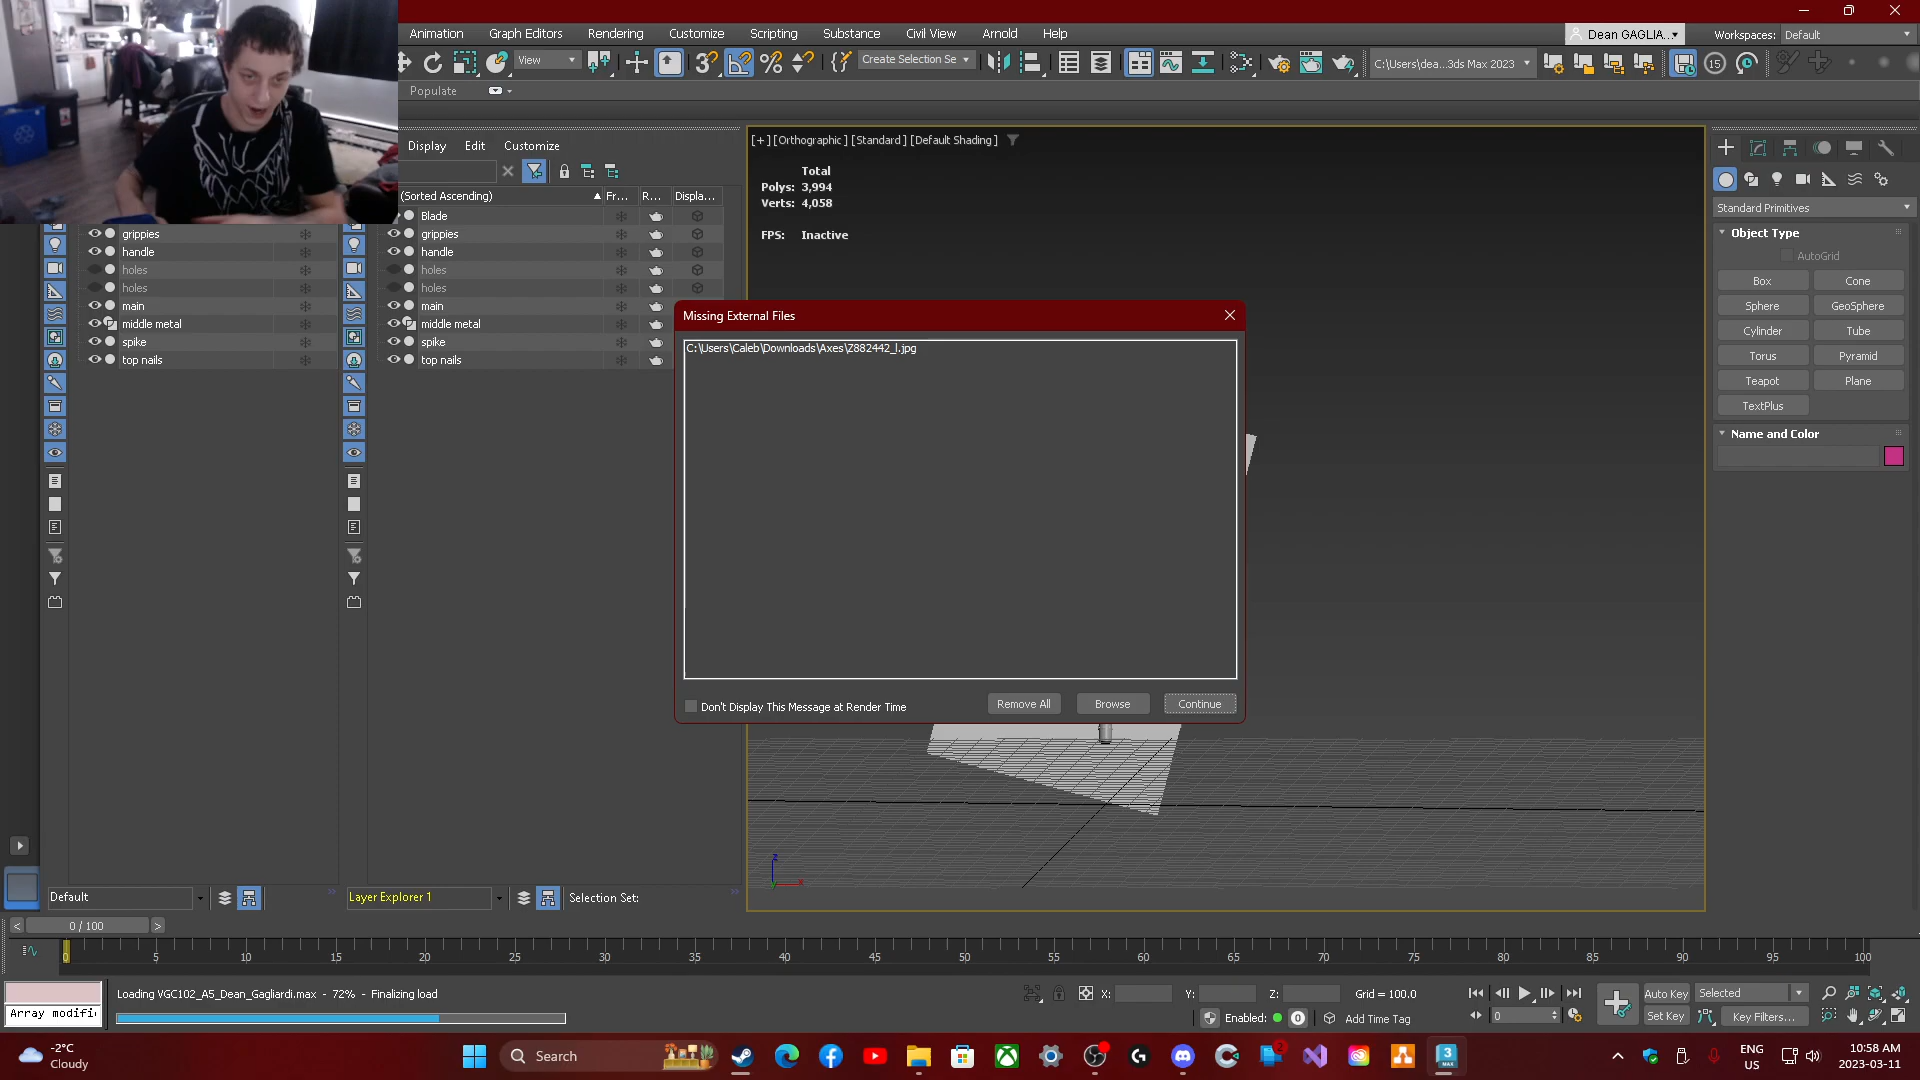 Animation Graph Editors Rendering Customize Scripting Substance Civil View Arnold Help
Dean GAGLIA...
Workspaces: Default
View
Create Selection Se
C:\Users\dea...3ds Max 2023
15
Populate
Display Edit Customize
[+] [Orthographic] [Standard] [Default Shading]
Total
Polys: 3,994
Verts: 4,058
FPS: Inactive
(Sorted Ascending) Fr... R... Displa...
Blade
grippies grippies
handle handle
holes holes
holes holes
main main
middle metal middle metal
spike spike
top nails top nails
Missing External Files
C:\Users\Caleb\Downloads\Axes\Z882442_l.jpg
Don't Display This Message at Render Time
Remove All Browse Continue
Standard Primitives
Object Type
AutoGrid
Box Cone
Sphere GeoSphere
Cylinder Tube
Torus Pyramid
Teapot Plane
TextPlus
Name and Color
z
x
Default
Layer Explorer 1
Selection Set:
< 0 / 100 >
0 5 10 15 20 25 30 35 40 45 50 55 60 65 70 75 80 85 90 95 100
Loading VGC102_A5_Dean_Gagliardi.max - 72% - Finalizing load
X: Y: Z: Grid = 100.0
Auto Key Selected
Array modifi
Enabled: 0 Add Time Tag
0
Set Key Key Filters...
-2°C
Cloudy
Search
2
3
MAX
ENG
US
10:58 AM
2023-03-11